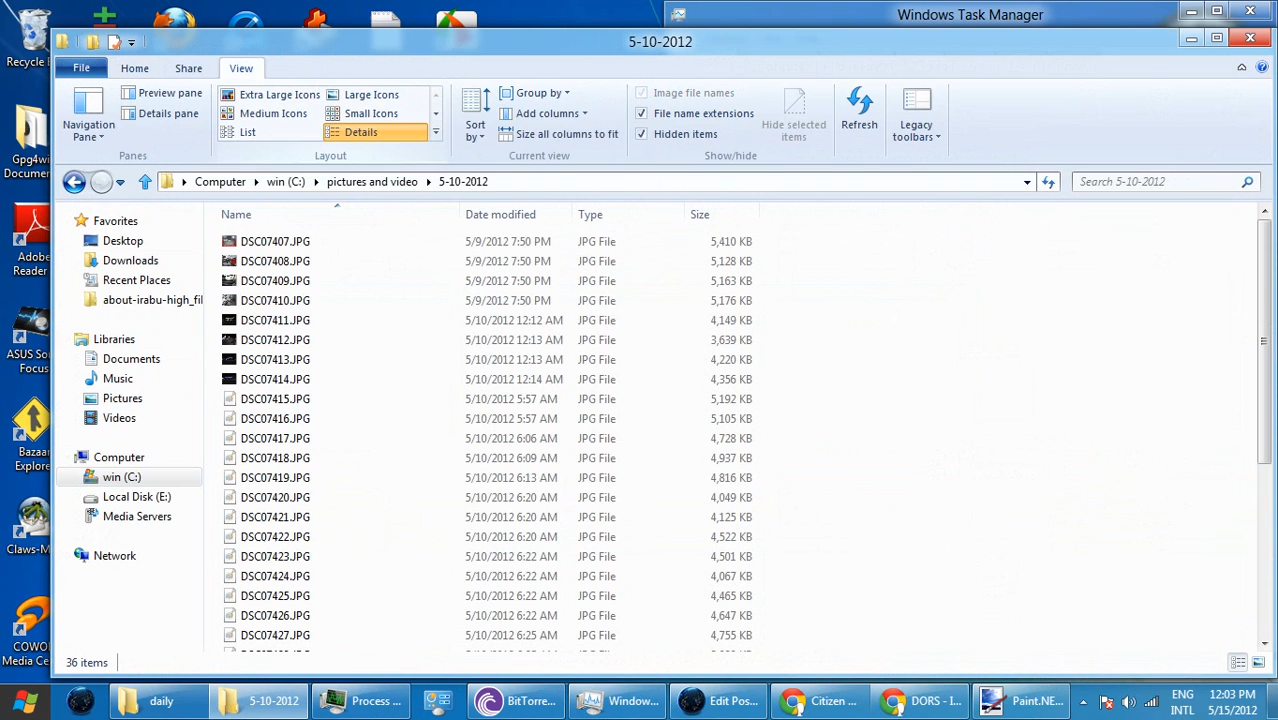 Windows Task Manager
Recycle B
5-10-2012
File Home Share View
Preview pane
Details pane
Navigation Pane
Panes
Extra Large Icons Large Icons
Medium Icons Small Icons
List Details
Layout
Sort by
Group by
Add columns
Size all columns to fit
Current view
Image file names
File name extensions
Hidden items
Hide selected items
Show/hide
Refresh
Legacy toolbars
Computer win (C:) pictures and video 5-10-2012
Search 5-10-2012
Gpg4win
Documen
Adobe
Reader
ASUS So
Focus
Bazaa
Explore
Claws-M
COWO
Media Ce
Favorites
Desktop
Downloads
Recent Places
about-irabu-high_fil
Libraries
Documents
Music
Pictures
Videos
Computer
win (C:)
Local Disk (E:)
Media Servers
Network
Name Date modified Type Size
DSC07407.JPG 5/9/2012 7:50 PM JPG File 5,410 KB
DSC07408.JPG 5/9/2012 7:50 PM JPG File 5,128 KB
DSC07409.JPG 5/9/2012 7:50 PM JPG File 5,163 KB
DSC07410.JPG 5/9/2012 7:50 PM JPG File 5,176 KB
DSC07411.JPG 5/10/2012 12:12 AM JPG File 4,149 KB
DSC07412.JPG 5/10/2012 12:13 AM JPG File 3,639 KB
DSC07413.JPG 5/10/2012 12:13 AM JPG File 4,220 KB
DSC07414.JPG 5/10/2012 12:14 AM JPG File 4,356 KB
DSC07415.JPG 5/10/2012 5:57 AM JPG File 5,192 KB
DSC07416.JPG 5/10/2012 5:57 AM JPG File 5,105 KB
DSC07417.JPG 5/10/2012 6:06 AM JPG File 4,728 KB
DSC07418.JPG 5/10/2012 6:09 AM JPG File 4,937 KB
DSC07419.JPG 5/10/2012 6:13 AM JPG File 4,816 KB
DSC07420.JPG 5/10/2012 6:20 AM JPG File 4,049 KB
DSC07421.JPG 5/10/2012 6:20 AM JPG File 4,125 KB
DSC07422.JPG 5/10/2012 6:20 AM JPG File 4,522 KB
DSC07423.JPG 5/10/2012 6:22 AM JPG File 4,501 KB
DSC07424.JPG 5/10/2012 6:22 AM JPG File 4,067 KB
DSC07425.JPG 5/10/2012 6:22 AM JPG File 4,465 KB
DSC07426.JPG 5/10/2012 6:22 AM JPG File 4,647 KB
DSC07427.JPG 5/10/2012 6:25 AM JPG File 4,755 KB
36 items
daily 5-10-2012 Process ... BitTorre... Window... Edit Pos... Citizen ... DORS - I... Paint.NE...
ENG
INTL
12:03 PM
5/15/2012